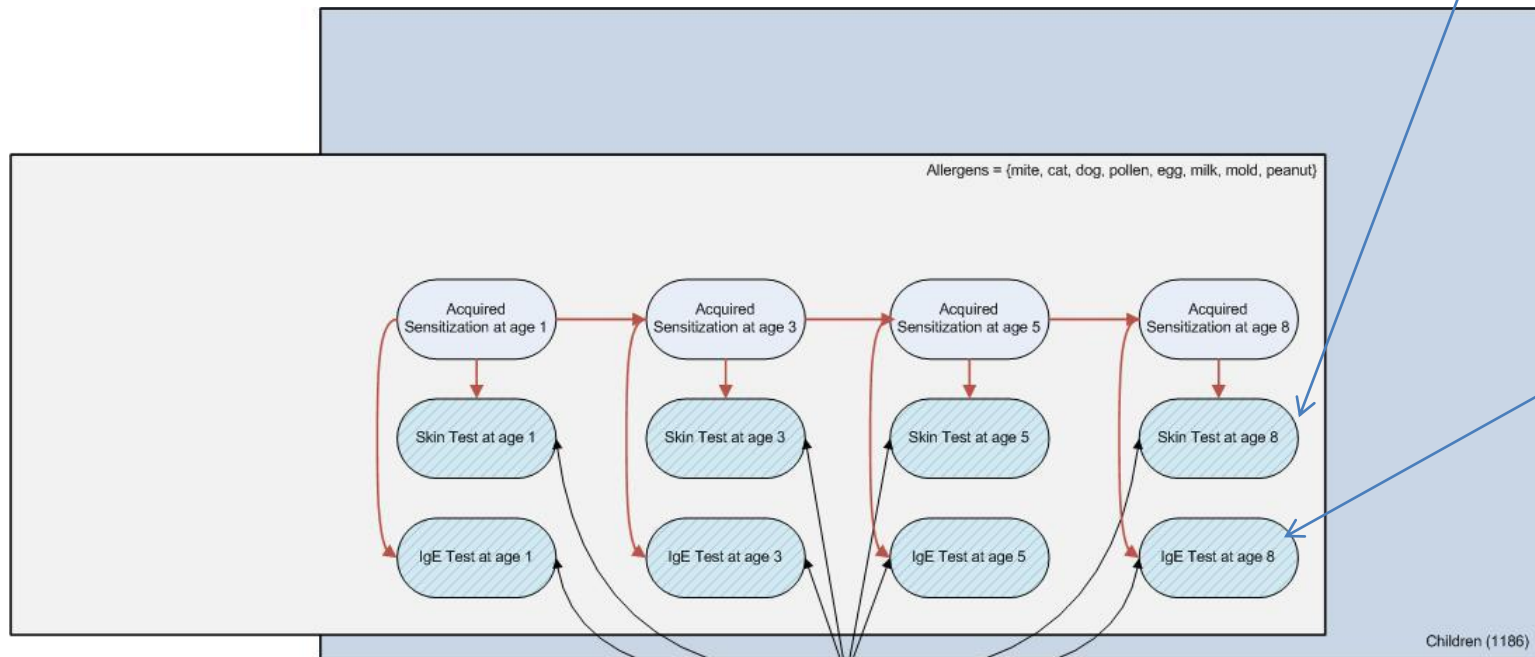 Allergens = {mite, cat, dog, pollen, egg, milk, mold, peanut}
Acquired
Sensitization at age 1
Acquired
Sensitization at age 3
Acquired
Sensitization at age 5
Acquired
Sensitization at age 8
Skin Test at age 1
Skin Test at age 3
Skin Test at age 5
Skin Test at age 8
IgE Test at age 1
IgE Test at age 3
IgE Test at age 5
IgE Test at age 8
Children (1186)